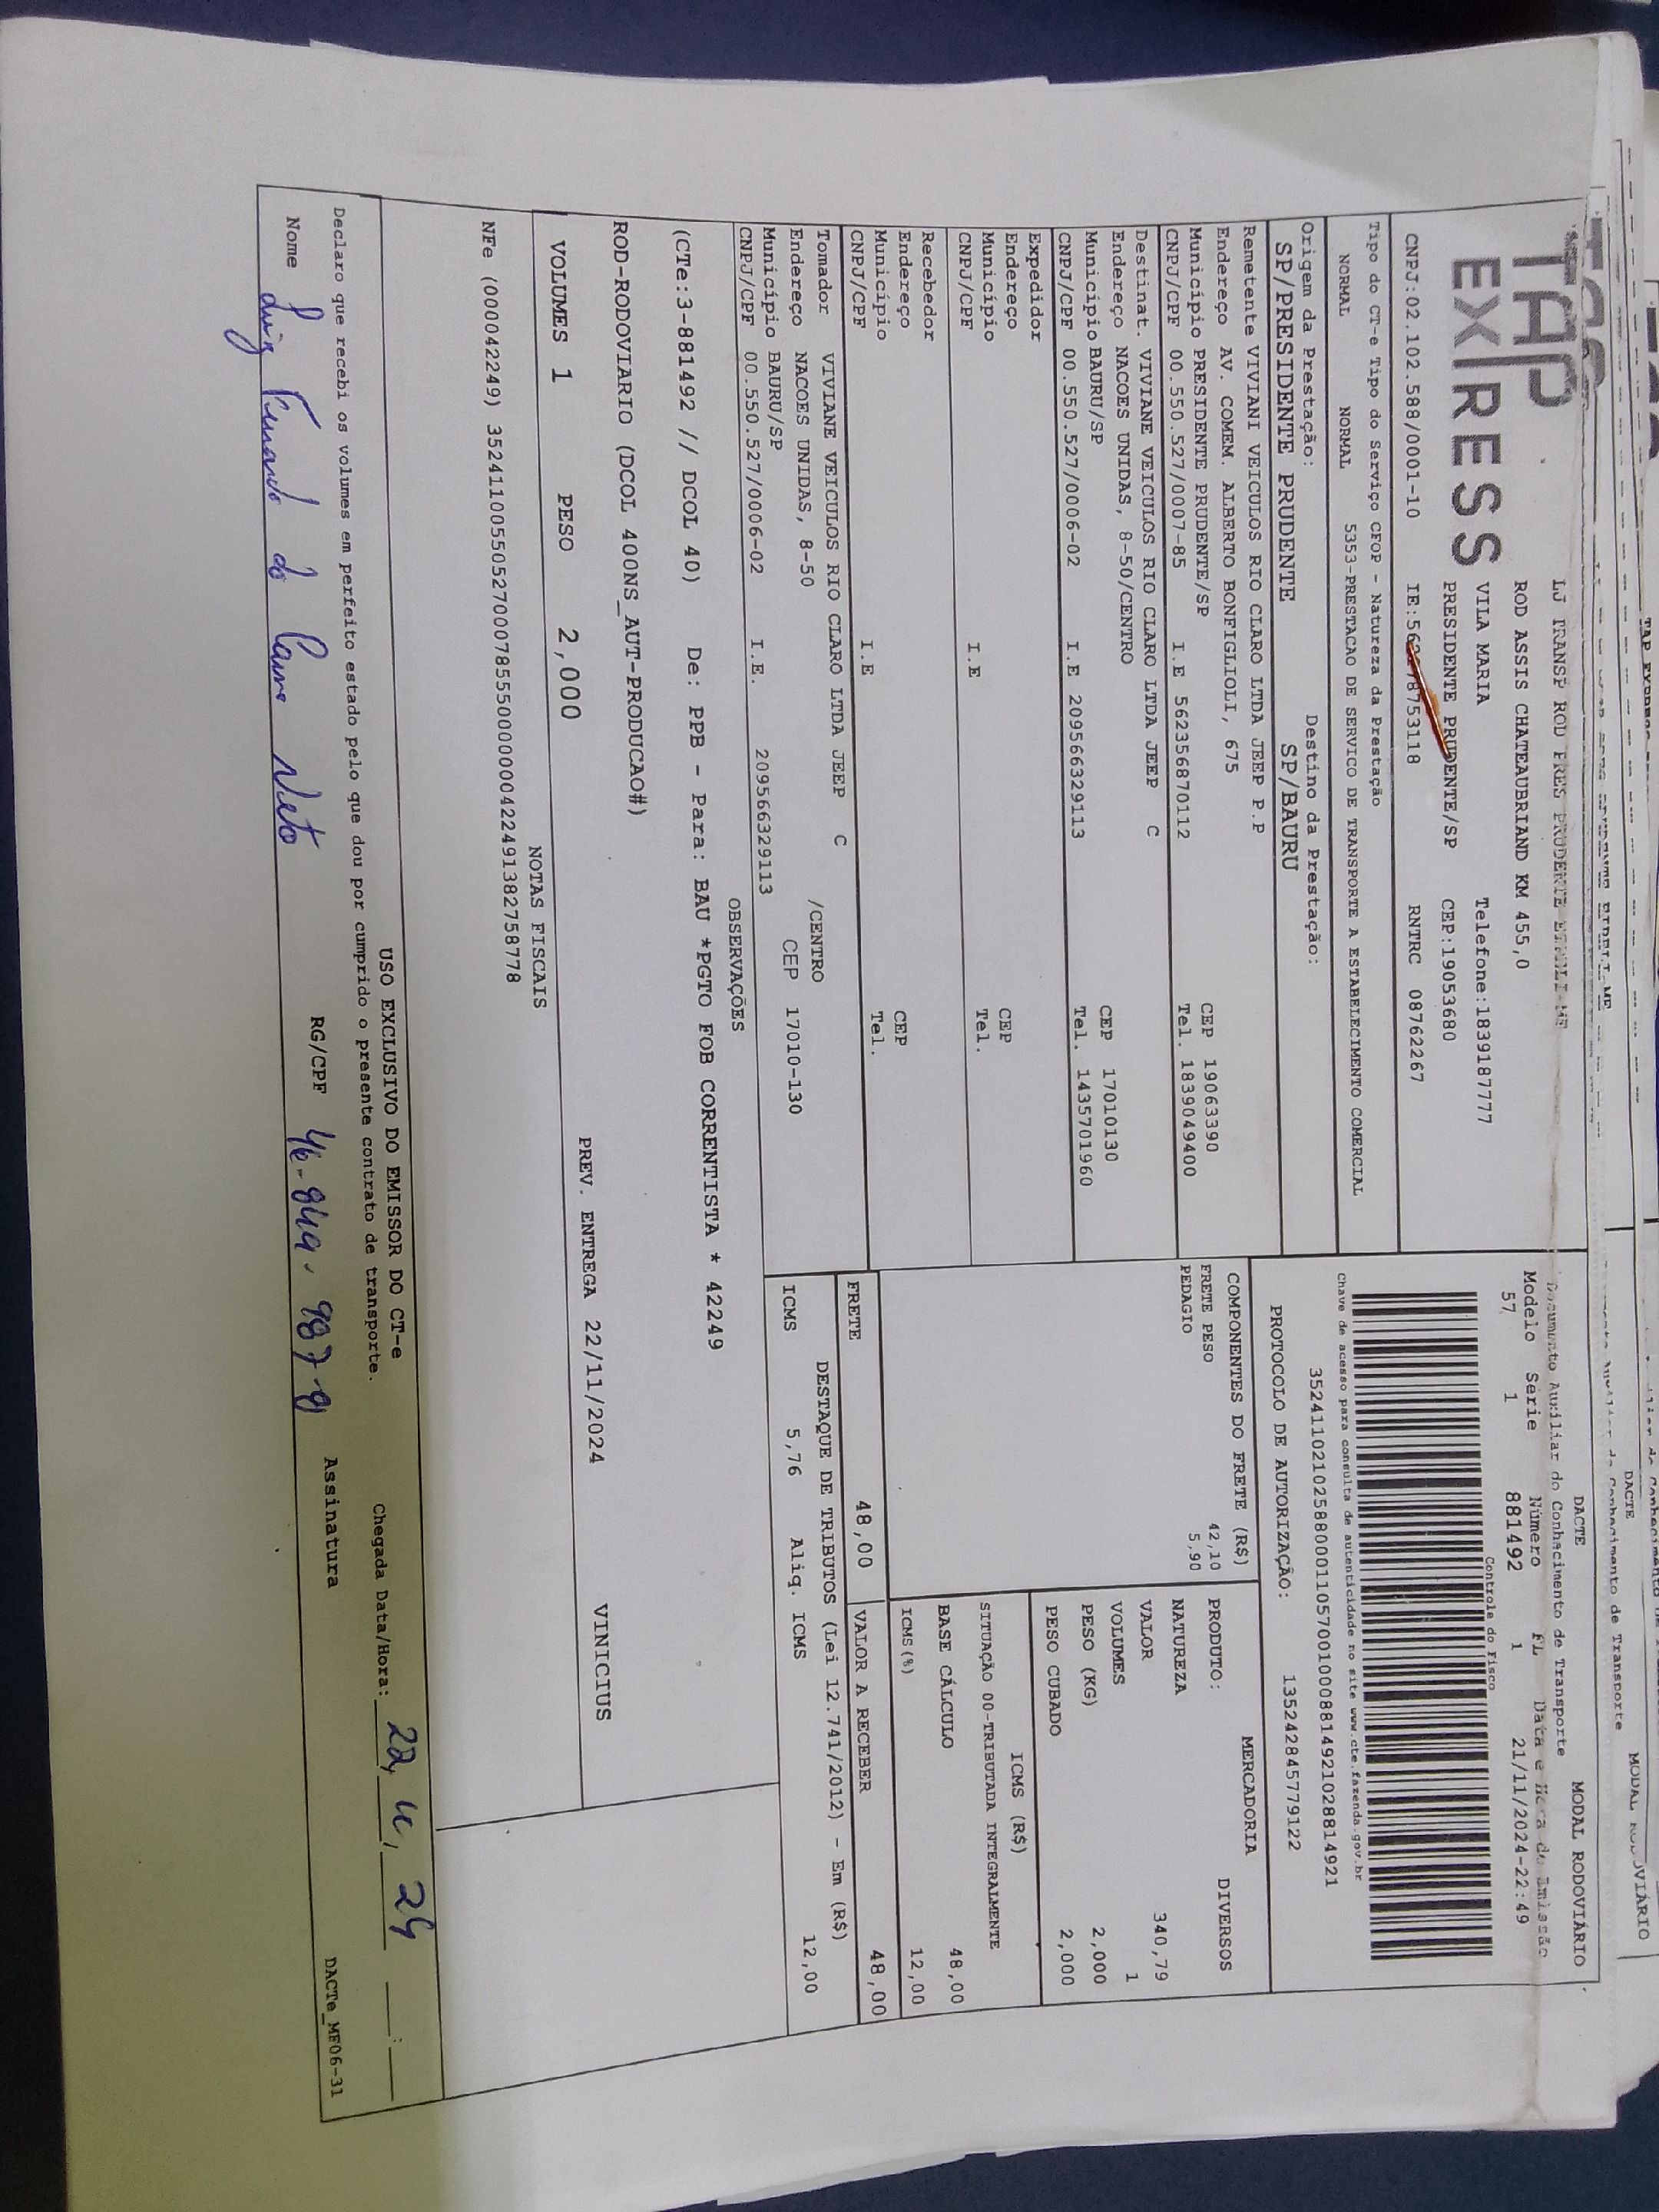 TAP
EXPRESS
LJ TRANSP ROD PRES PRUDENTE
ROD ASSIS CHATEAUBRIAND KM 455,0
VILA MARIA Telefone:1839187777
PRESIDENTE PRUDENTE/SP CEP:19053680
CNPJ:02.102.588/0001-10 RNTRC 08762267
Tipo do CT-e Tipo do Serviço CFOP - Natureza da Prestação
NORMAL NORMAL 5353-PRESTACAO DE SERVICO DE TRANSPORTE A ESTABELECIMENTO COMERCIAL
Origem da Prestação: Destino da Prestação:
SP/PRESIDENTE PRUDENTE SP/BAURU
DACTE MODAL RODOVIÁRIO
Documento Auxiliar do Conhecimento de Transporte
Modelo Série Número FL Data e Hora de Emissão
57 1 881492 1 21/11/2024-22:49
Controle do Fisco
Chave de acesso para consulta de autenticidade no site www.cte.fazenda.gov.br
35241102102588000110570010008814921028814921
PROTOCOLO DE AUTORIZAÇÃO: 135242845779122
Remetente VIVIANI VEICULOS RIO CLARO LTDA JEEP P.P
Endereço AV. COMEM. ALBERTO BONFIGLIOLI, 675 CEP 19063390
Município PRESIDENTE PRUDENTE/SP Tel. 1839049400
CNPJ/CPF 00.550.527/0007-85 I.E 562356870112
Destinat. VIVIANE VEICULOS RIO CLARO LTDA JEEP C
Endereço NACOES UNIDAS, 8-50/CENTRO CEP 17010130
Município BAURU/SP Tel. 1435701960
CNPJ/CPF 00.550.527/0006-02 I.E 209566329113
Expedidor
Endereço CEP
Município Tel.
CNPJ/CPF I.E
Recebedor
Endereço CEP
Município Tel.
CNPJ/CPF I.E
Tomador VIVIANE VEICULOS RIO CLARO LTDA JEEP C
Endereço NACOES UNIDAS, 8-50 /CENTRO
Município BAURU/SP CEP 17010-130
CNPJ/CPF 00.550.527/0006-02 I.E. 209566329113
COMPONENTES DO FRETE (R$)
FRETE PESO 42,10
PEDAGIO 5,90
MERCADORIA
PRODUTO: DIVERSOS
NATUREZA
VALOR 340,79
VOLUMES 1
PESO (KG) 2,000
PESO CUBADO 2,000
ICMS (R$)
SITUAÇÃO 00-TRIBUTADA INTEGRALMENTE
BASE CÁLCULO 48,00
ICMS(%) 12,00
FRETE 48,00 VALOR A RECEBER 48,00
DESTAQUE DE TRIBUTOS (Lei 12.741/2012) - Em (R$)
ICMS 5,76 Aliq. ICMS 12,00
OBSERVAÇÕES
(CTe:3-881492 // DCOL 40) De: PPB - Para: BAU *PGTO FOB CORRENTISTA * 42249
ROD-RODOVIARIO (DCOL 400NS_AUT-PRODUCAO#)
VOLUMES 1 PESO 2,000 PREV. ENTREGA 22/11/2024 VINICIUS
NOTAS FISCAIS
NFe (000042249) 35241100550527000785550000000422491382758778
USO EXCLUSIVO DO EMISSOR DO CT-e
Declaro que recebi os volumes em perfeito estado pelo que dou por cumprido o presente contrato de transporte.
Chegada Data/Hora: 22, 11, 24 __:__
Nome Luiz Fernando do Carmo Neto RG/CPF 46.849.987-8 Assinatura
DACTe_MF06-31